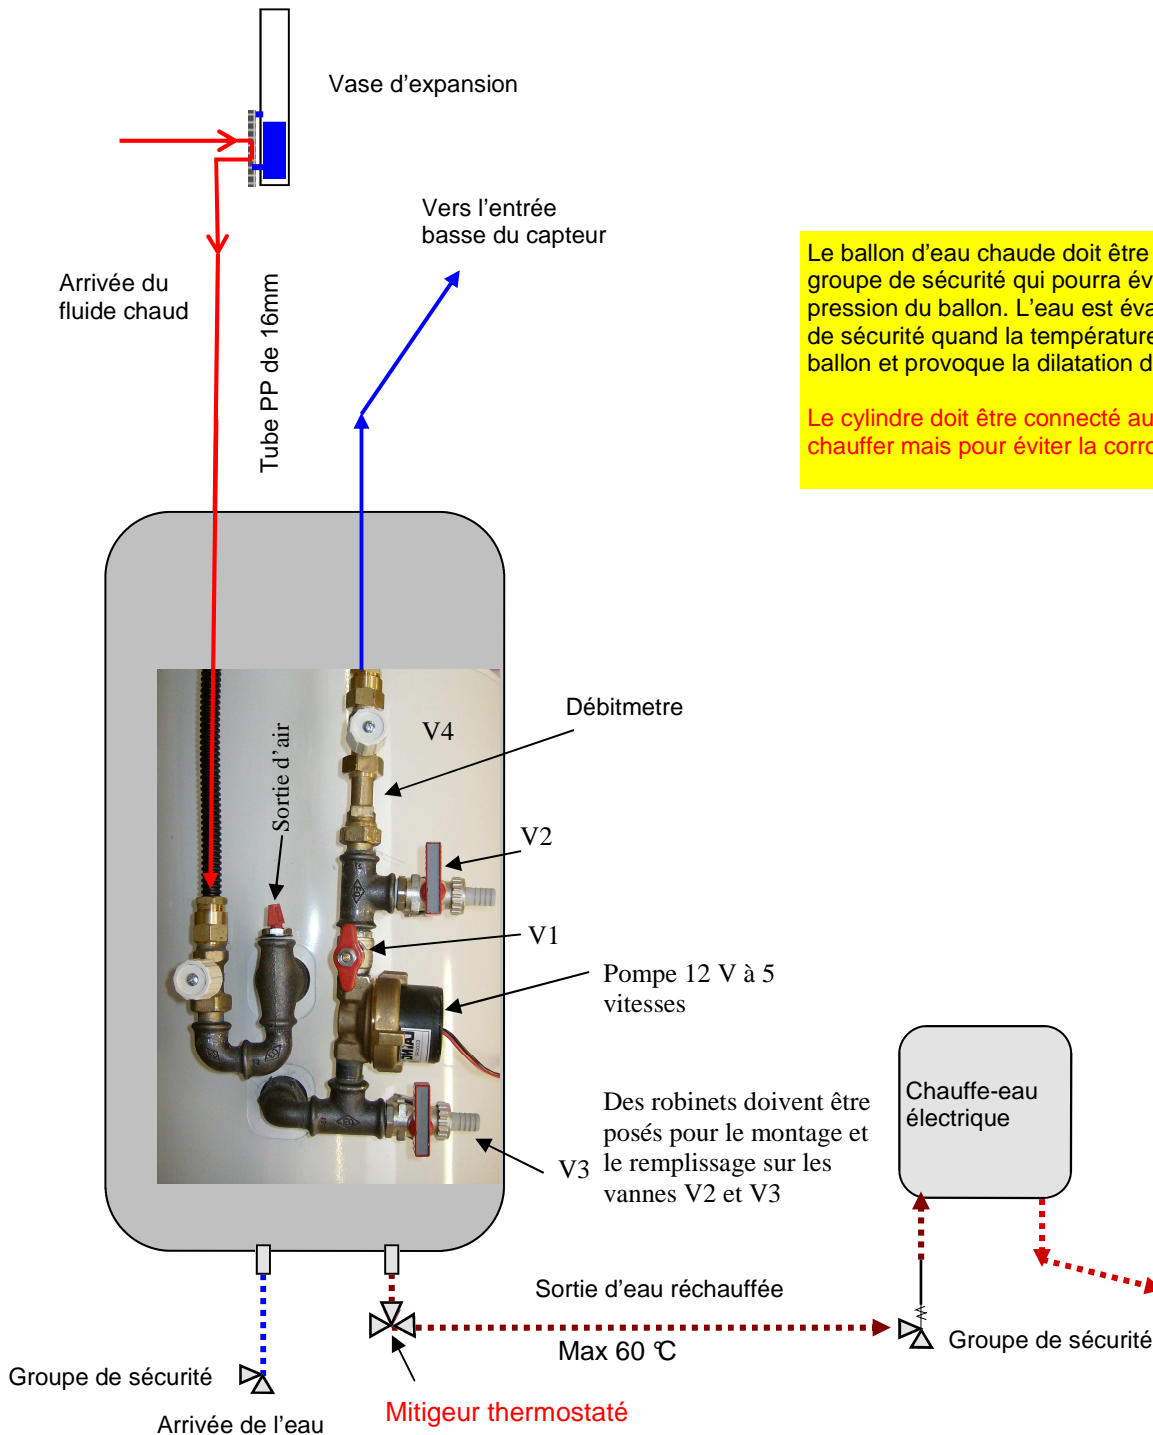 Vase d'expansion
Vers l'entrée
basse du capteur
Arrivée du
fluide chaud
Tube PP de 16mm
Le ballon d'eau chaude doit être
groupe de sécurité qui pourra év
pression du ballon. L'eau est éva
de sécurité quand la température
ballon et provoque la dilatation d
Le cylindre doit être connecté au
chauffer mais pour éviter la corro
Débitmetre
V4
Sortie d'air
V2
V1
Pompe 12 V à 5
vitesses
Des robinets doivent être
posés pour le montage et
le remplissage sur les
vannes V2 et V3
V3
Chauffe-eau
électrique
Sortie d'eau réchauffée
Max 60 °C
Groupe de sécurité
Groupe de sécurité
Mitigeur thermostaté
Arrivée de l'eau